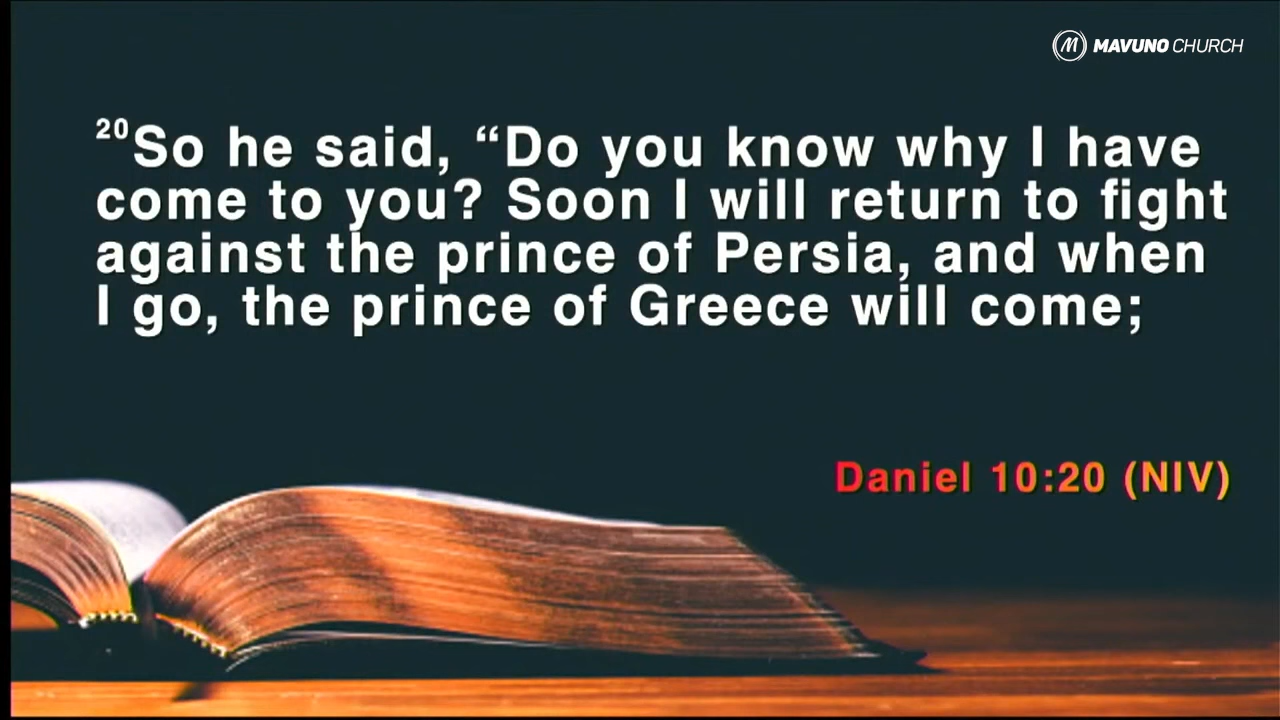 MAVUNO CHURCH
20So he said, “Do you know why I have
come to you? Soon I will return to fight
against the prince of Persia, and when
I go, the prince of Greece will come;
Daniel 10:20 (NIV)